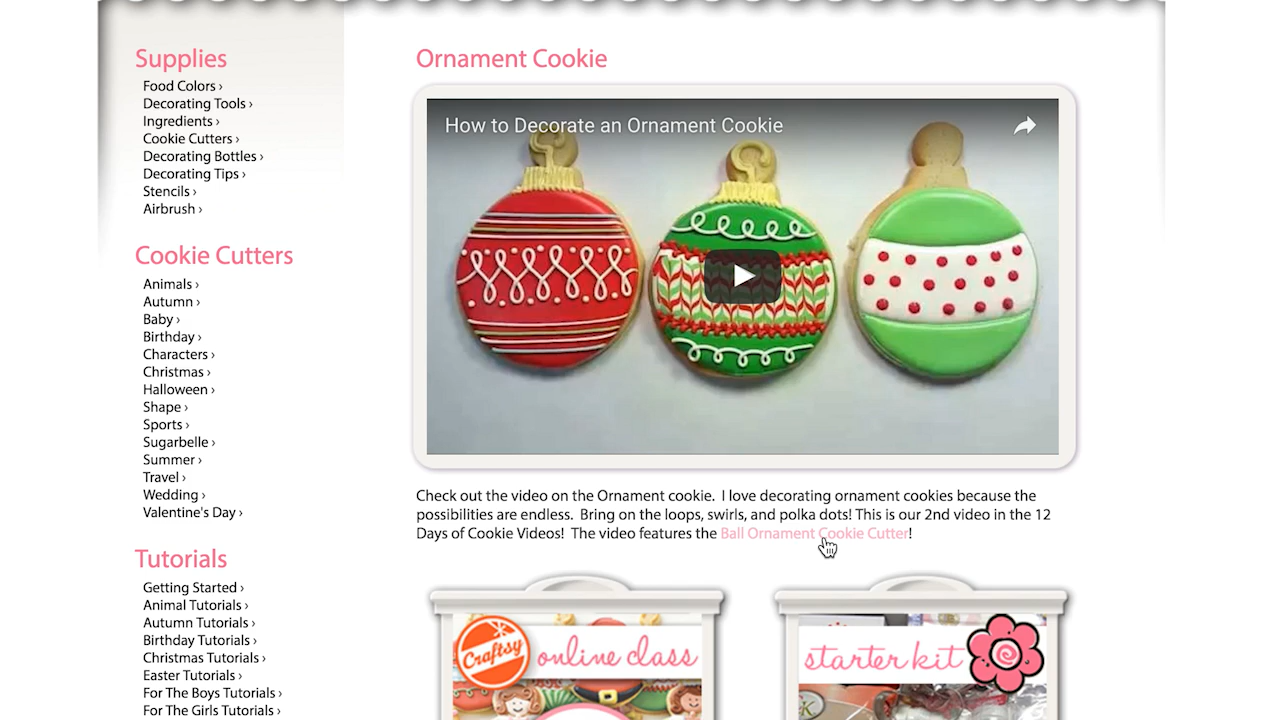 Supplies
Food Colors ›
Decorating Tools ›
Ingredients ›
Cookie Cutters ›
Decorating Bottles ›
Decorating Tips ›
Stencils ›
Airbrush ›
Cookie Cutters
Animals ›
Autumn ›
Baby ›
Birthday ›
Characters ›
Christmas ›
Halloween ›
Shape ›
Sports ›
Sugarbelle ›
Summer ›
Travel ›
Wedding ›
Valentine's Day ›
Tutorials
Getting Started ›
Animal Tutorials ›
Autumn Tutorials ›
Birthday Tutorials ›
Christmas Tutorials ›
Easter Tutorials ›
For The Boys Tutorials ›
For The Girls Tutorials ›
Ornament Cookie
How to Decorate an Ornament Cookie
Check out the video on the Ornament cookie. I love decorating ornament cookies because the
possibilities are endless. Bring on the loops, swirls, and polka dots! This is our 2nd video in the 12
Days of Cookie Videos! The video features the Ball Ornament Cookie Cutter!
Craftsy online class
starter kit